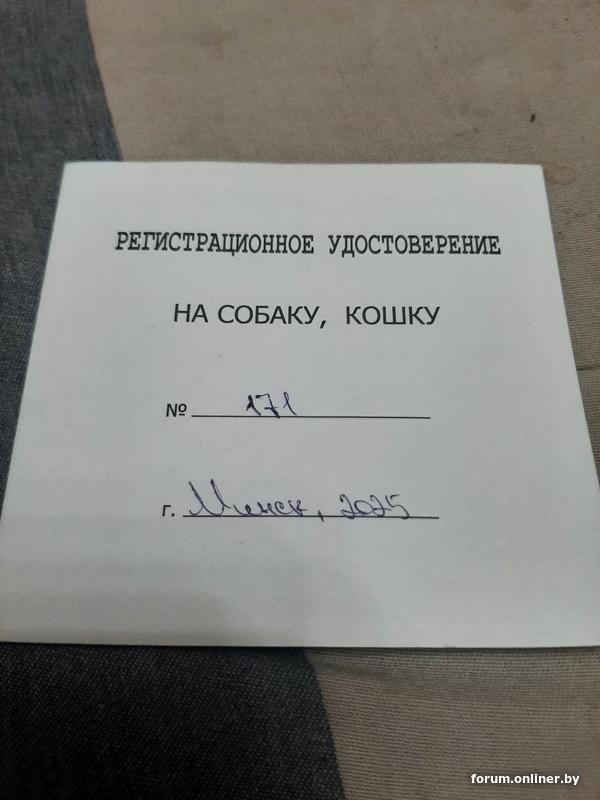 РЕГИСТРАЦИОННОЕ УДОСТОВЕРЕНИЕ
НА СОБАКУ, КОШКУ
№ 171
г. Минск, 2025
forum.onliner.by